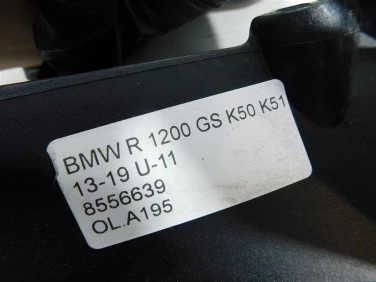 BMW R 1200 GS K50 K51
13-19 U-11
8556639
OL.A195